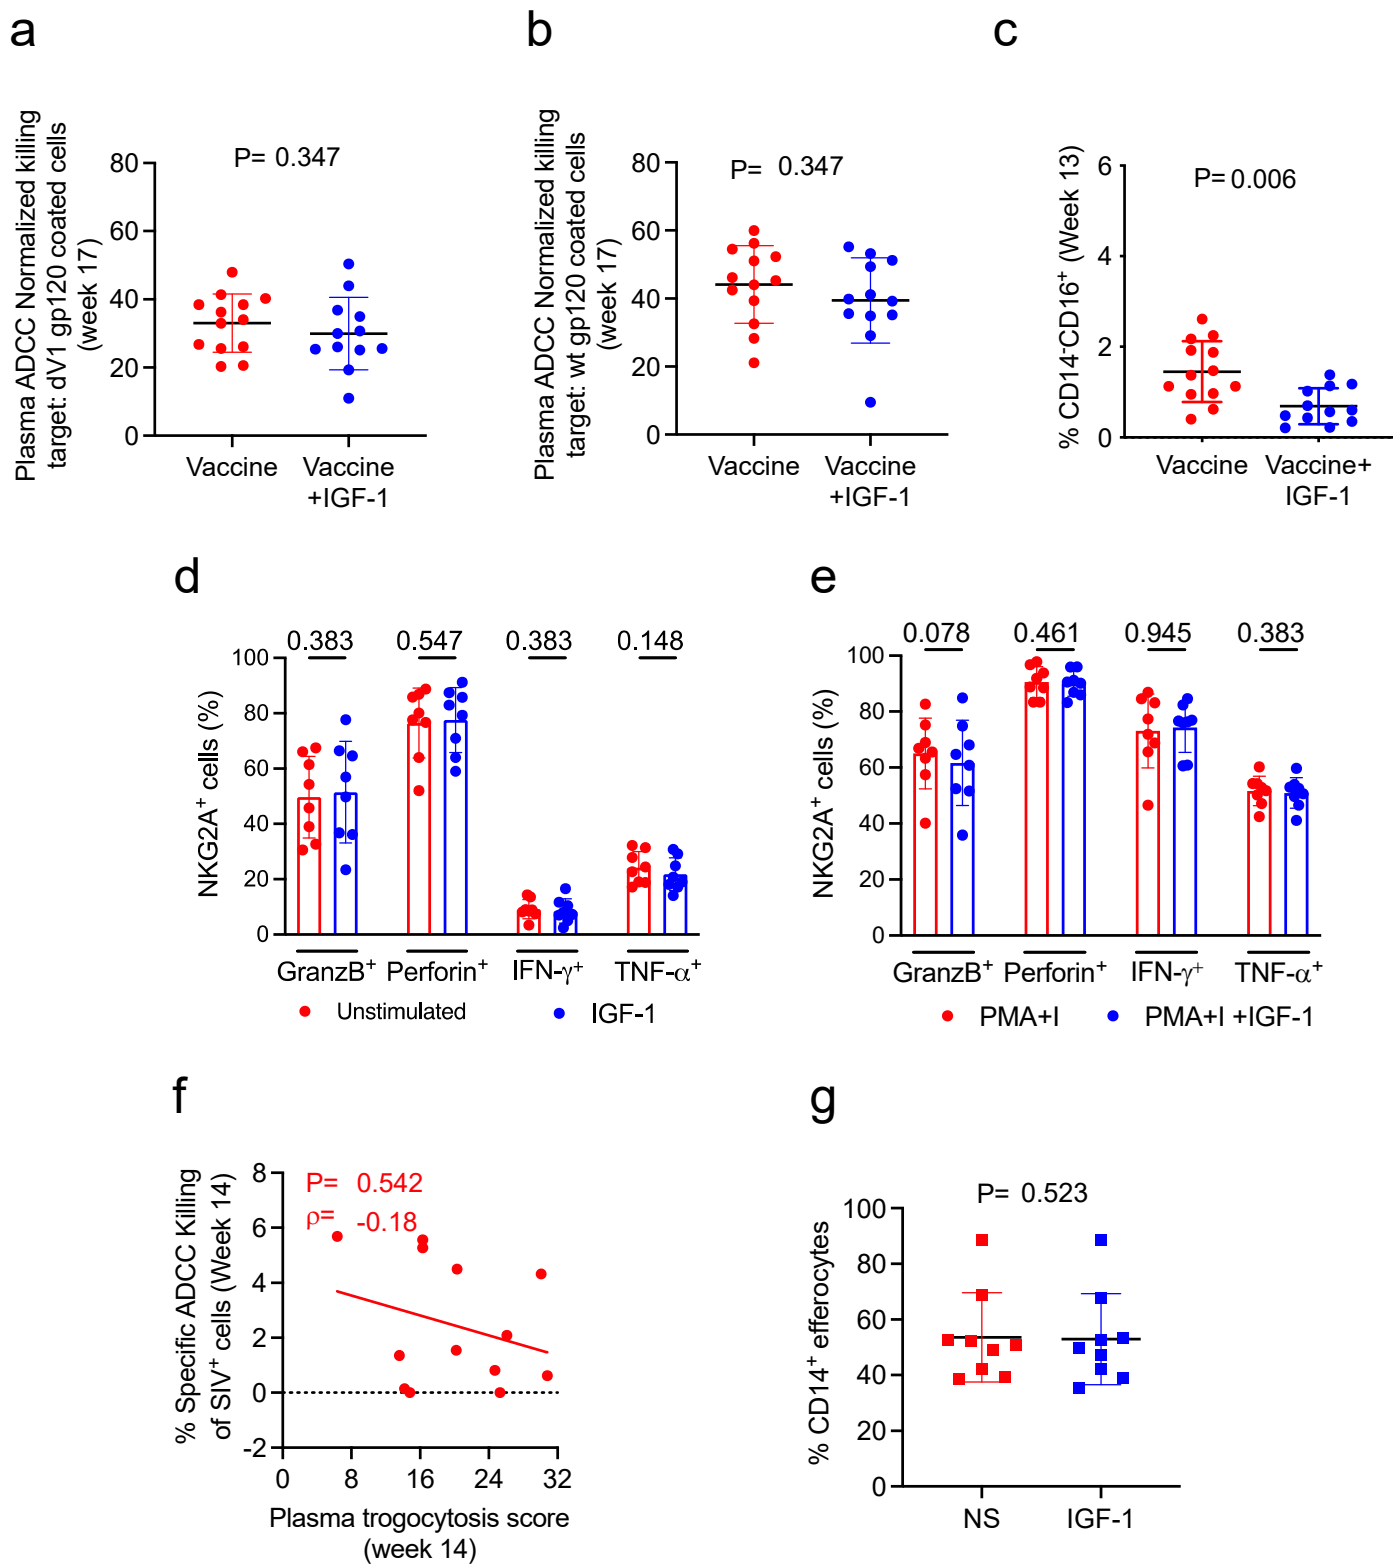 a
b
c
Plasma ADCC Normalized killing
target: dV1 gp120 coated cells
(week 17)
P= 0.347
80
60
40
20
0
Vaccine
Vaccine
+IGF-1
Plasma ADCC Normalized killing
target: wt gp120 coated cells
(week 17)
P= 0.347
80
60
40
20
0
Vaccine
Vaccine
+IGF-1
% CD14-CD16+ (Week 13)
P= 0.006
6
4
2
0
Vaccine
Vaccine+
IGF-1
d
e
NKG2A+ cells (%)
0.383 0.547 0.383 0.148
100
80
60
40
20
0
GranzB+ Perforin+ IFN-γ+ TNF-α+
Unstimulated IGF-1
NKG2A+ cells (%)
0.078 0.461 0.945 0.383
100
80
60
40
20
0
GranzB+ Perforin+ IFN-γ+ TNF-α+
PMA+I PMA+I +IGF-1
f
g
% Specific ADCC Killing
of SIV+ cells (Week 14)
P= 0.542
ρ= -0.18
8
6
4
2
0
-2
0 8 16 24 32
Plasma trogocytosis score
(week 14)
% CD14+ efferocytes
P= 0.523
100
80
60
40
20
0
NS IGF-1